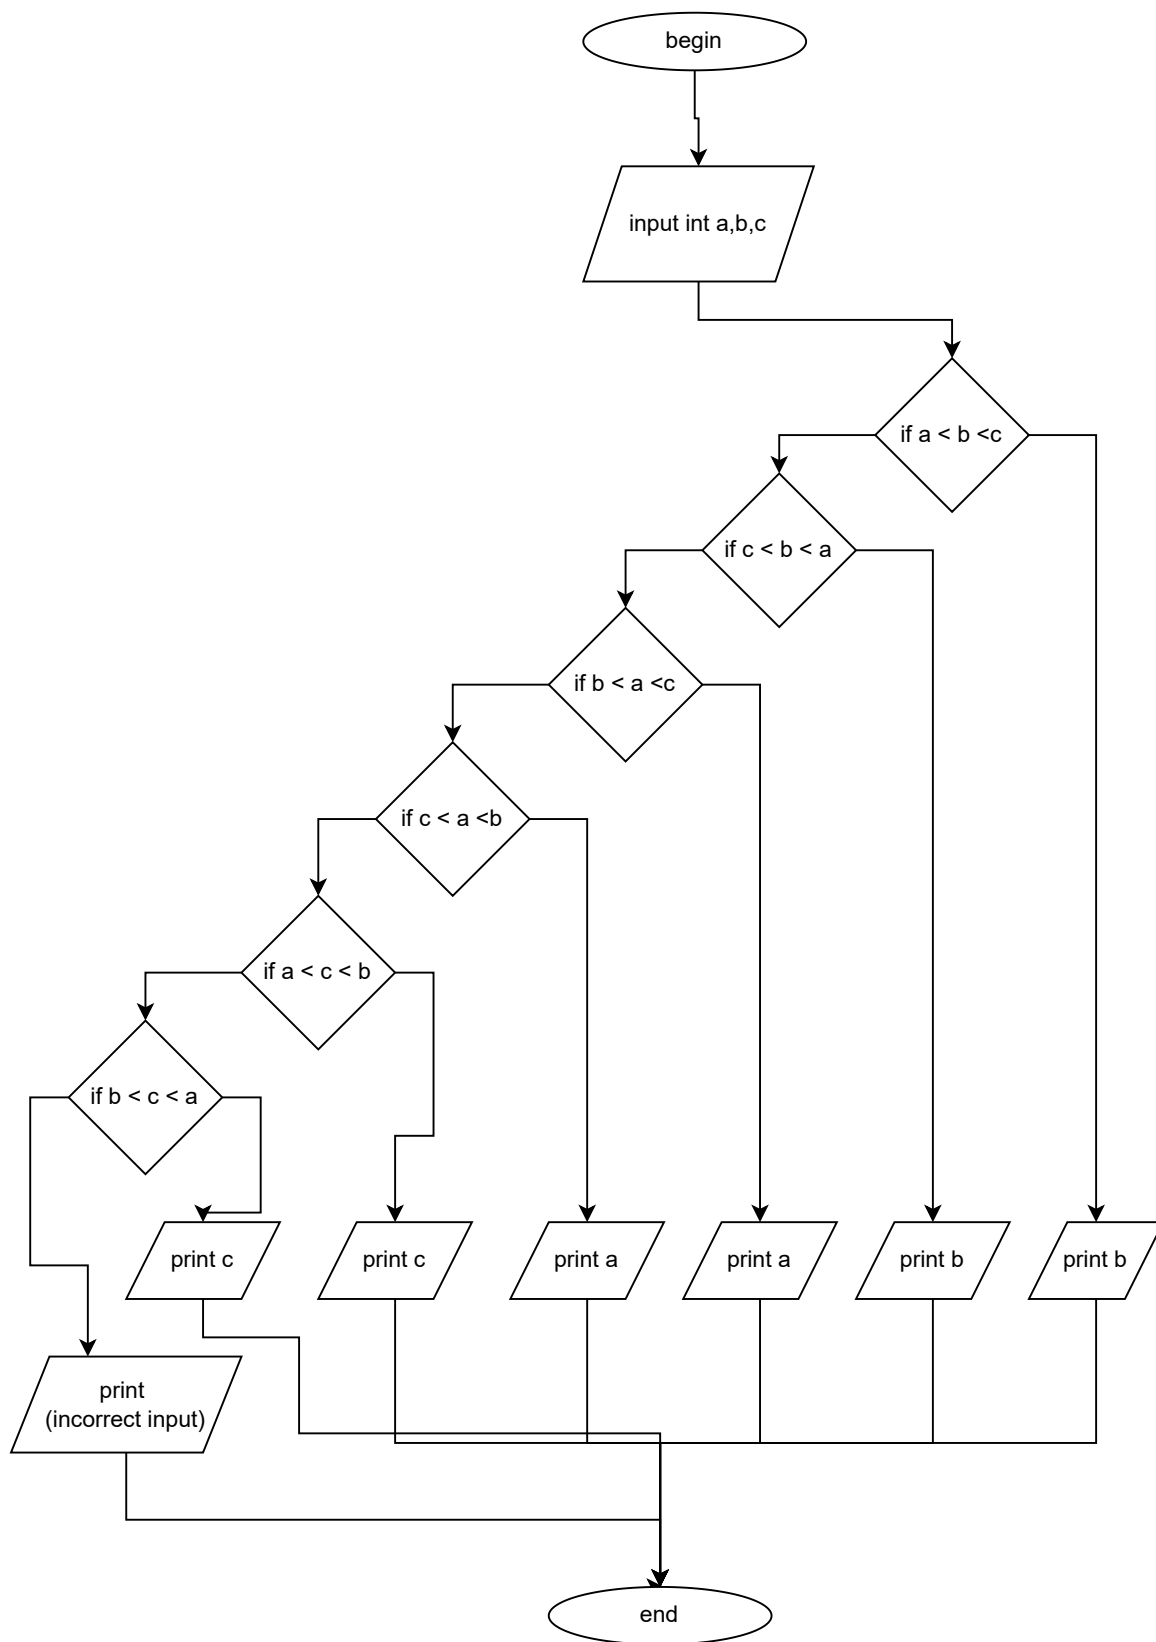 begin
input int a,b,c
if a < b <c
if c < b < a
if b < a <c
if c < a <b
if a < c < b
if b < c < a
print c
print c
print a
print a
print b
print b
print
(incorrect input)
end